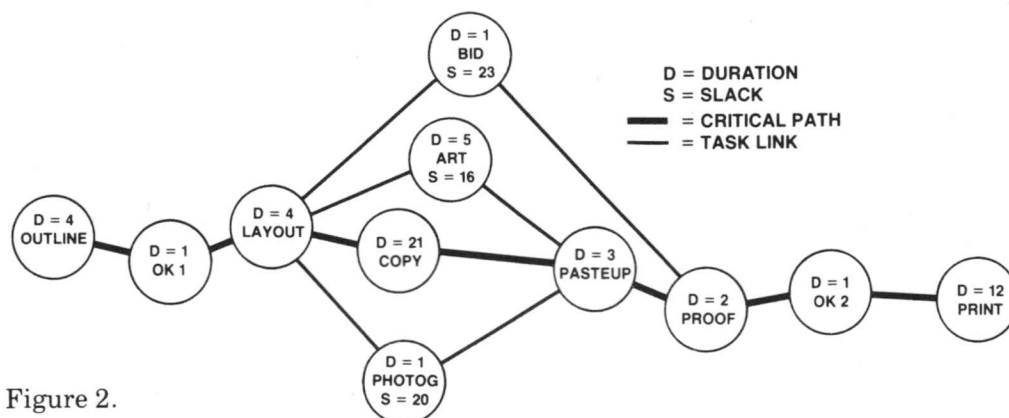 D = 1
BID
S = 23
D = DURATION
S = SLACK
= CRITICAL PATH
= TASK LINK
D = 5
ART
S = 16
D = 4
OUTLINE
D = 1
OK 1
D = 4
LAYOUT
D = 21
COPY
D = 3
PASTEUP
D = 2
PROOF
D = 1
OK 2
D = 12
PRINT
D = 1
PHOTOG
S = 20
Figure 2.